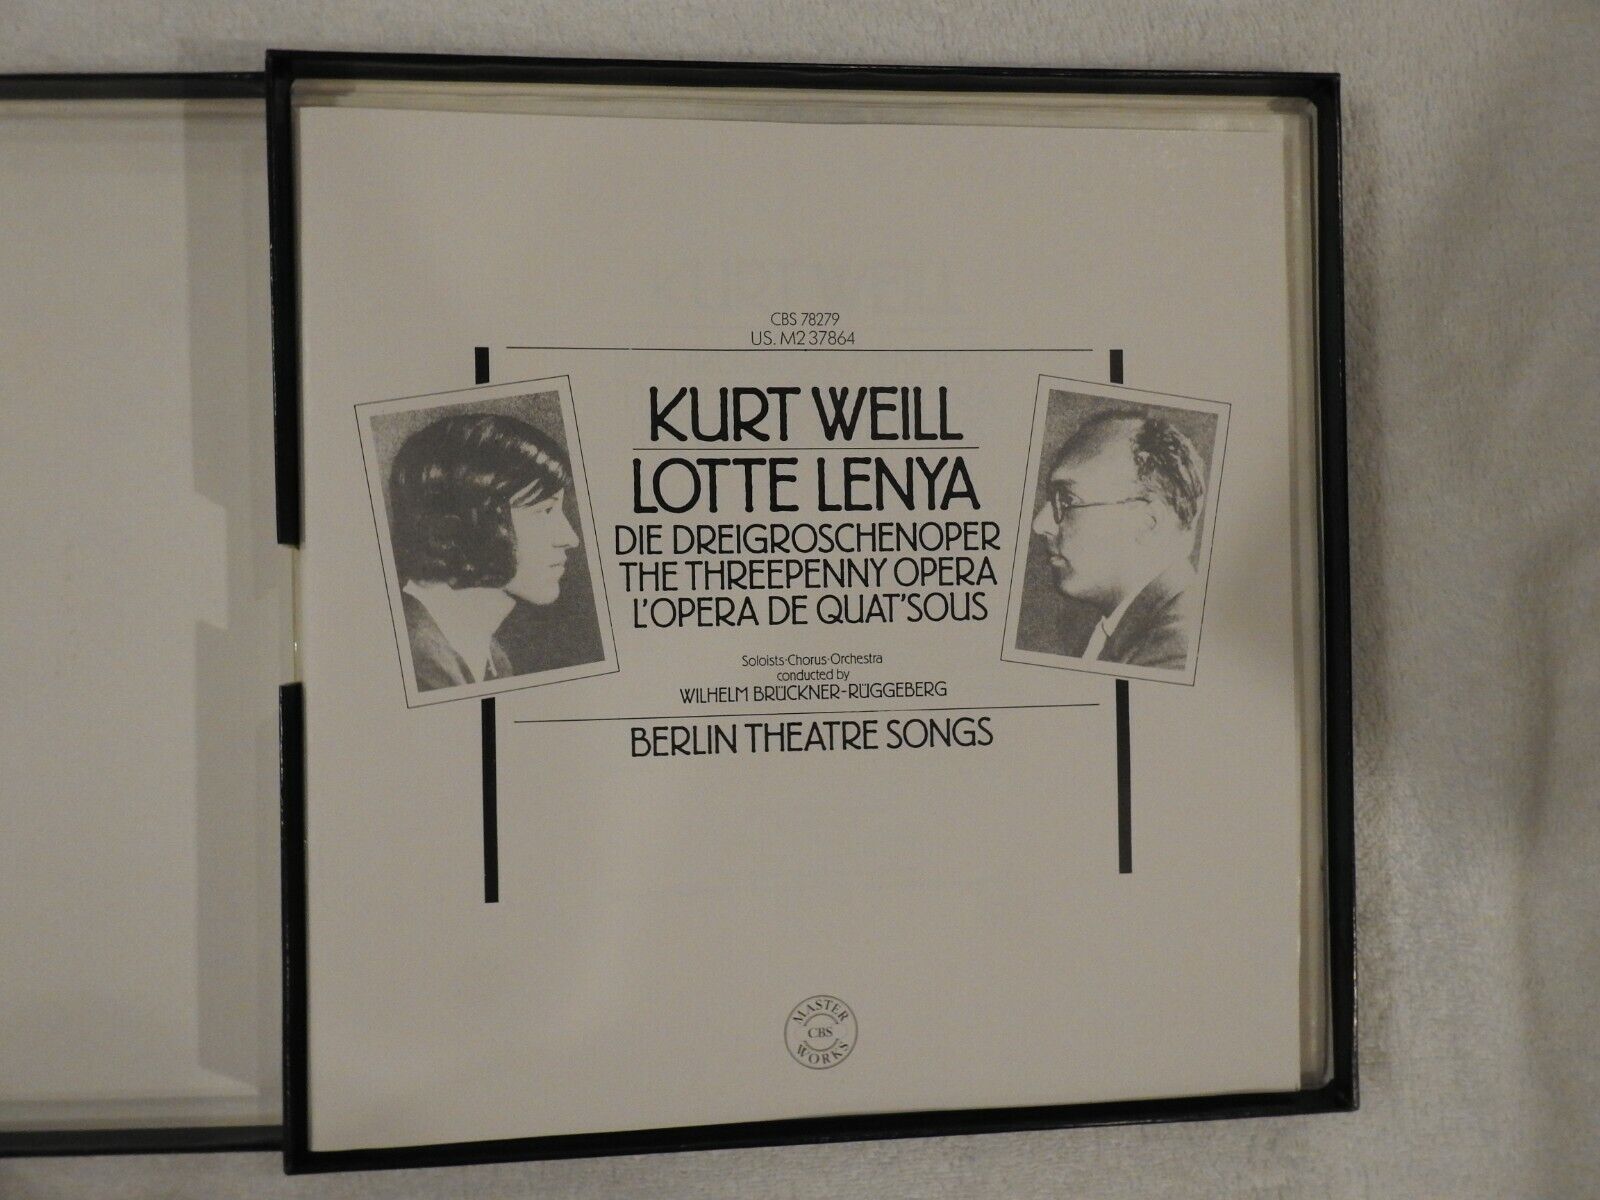 CBS 78279
US. M2 37864
KURT WEILL
LOTTE LENYA
DIE DREIGROSCHENOPER
THE THREEPENNY OPERA
L'OPERA DE QUAT'SOUS
Soloists·Chorus·Orchestra
conducted by
WILHELM BRÜCKNER-RÜGGEBERG
BERLIN THEATRE SONGS
MASTER
CBS
WORKS